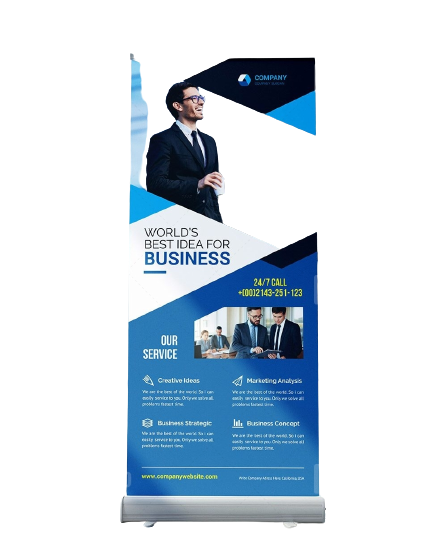 COMPANY
WORLD'S
BEST IDEA FOR
BUSINESS
24/7 CALL
+(00)2143-251-123
OUR
SERVICE
Creative Ideas
We are the best of the world. So I can
easily service to you. Only we solve all
problems fastest time.
Marketing Analysis
We are the best of the world. So I can
easily service to you. Only we solve all
problems fastest time.
Business Strategic
We are the best of the world. So I can
easily service to you. Only we solve all
problems fastest time.
Business Concept
We are the best of the world. So I can
easily service to you. Only we solve all
problems fastest time.
www.companywebsite.com